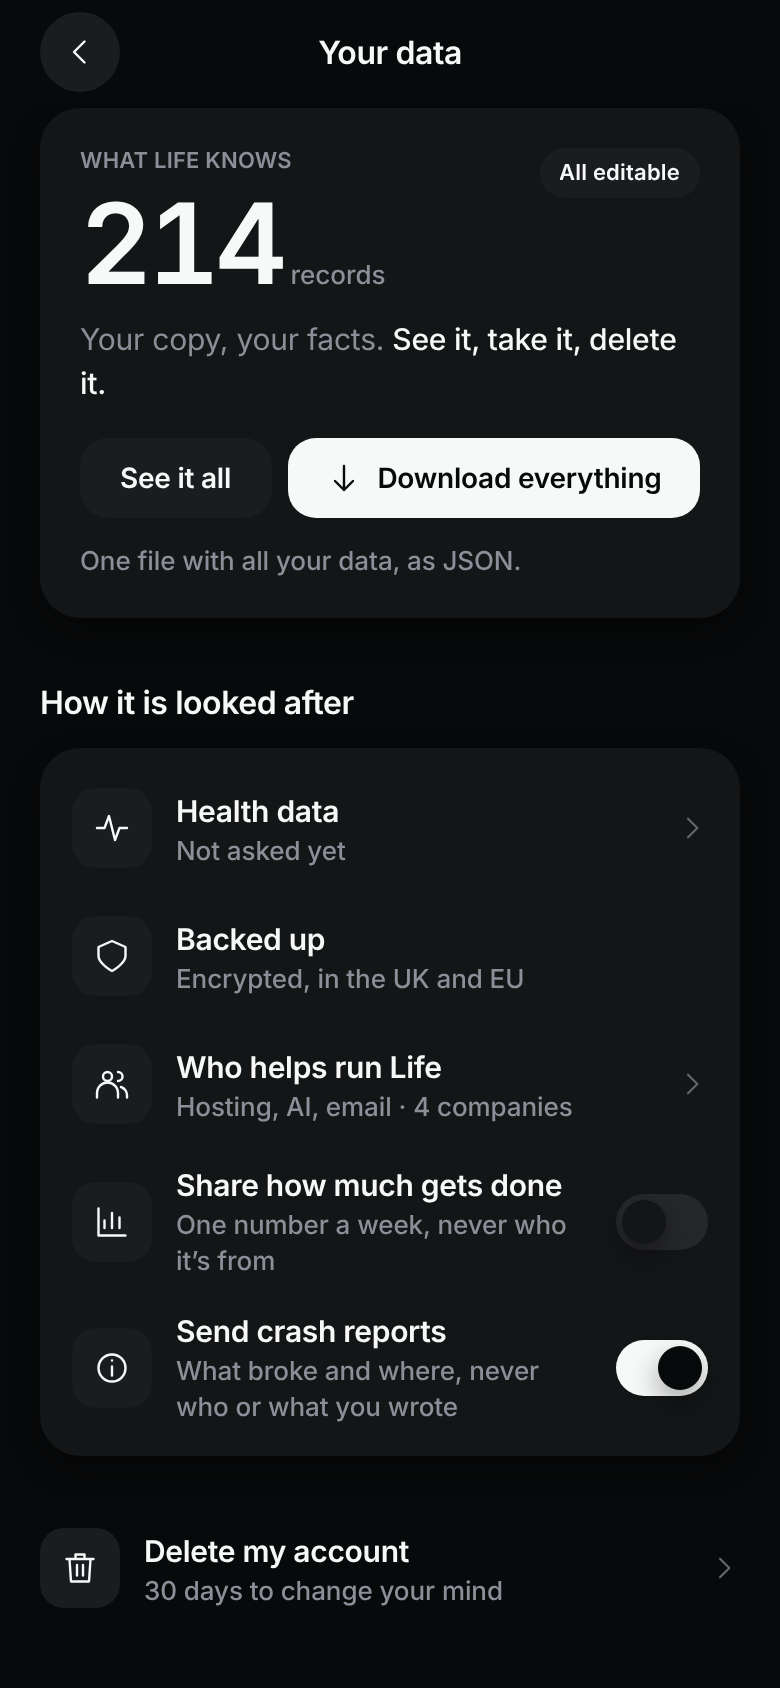 Your data
WHAT LIFE KNOWS
All editable
214 records
Your copy, your facts. See it, take it, delete
it.
See it all
Download everything
One file with all your data, as JSON.
How it is looked after
Health data
Not asked yet
Backed up
Encrypted, in the UK and EU
Who helps run Life
Hosting, AI, email · 4 companies
Share how much gets done
One number a week, never who
it’s from
Send crash reports
What broke and where, never
who or what you wrote
Delete my account
30 days to change your mind